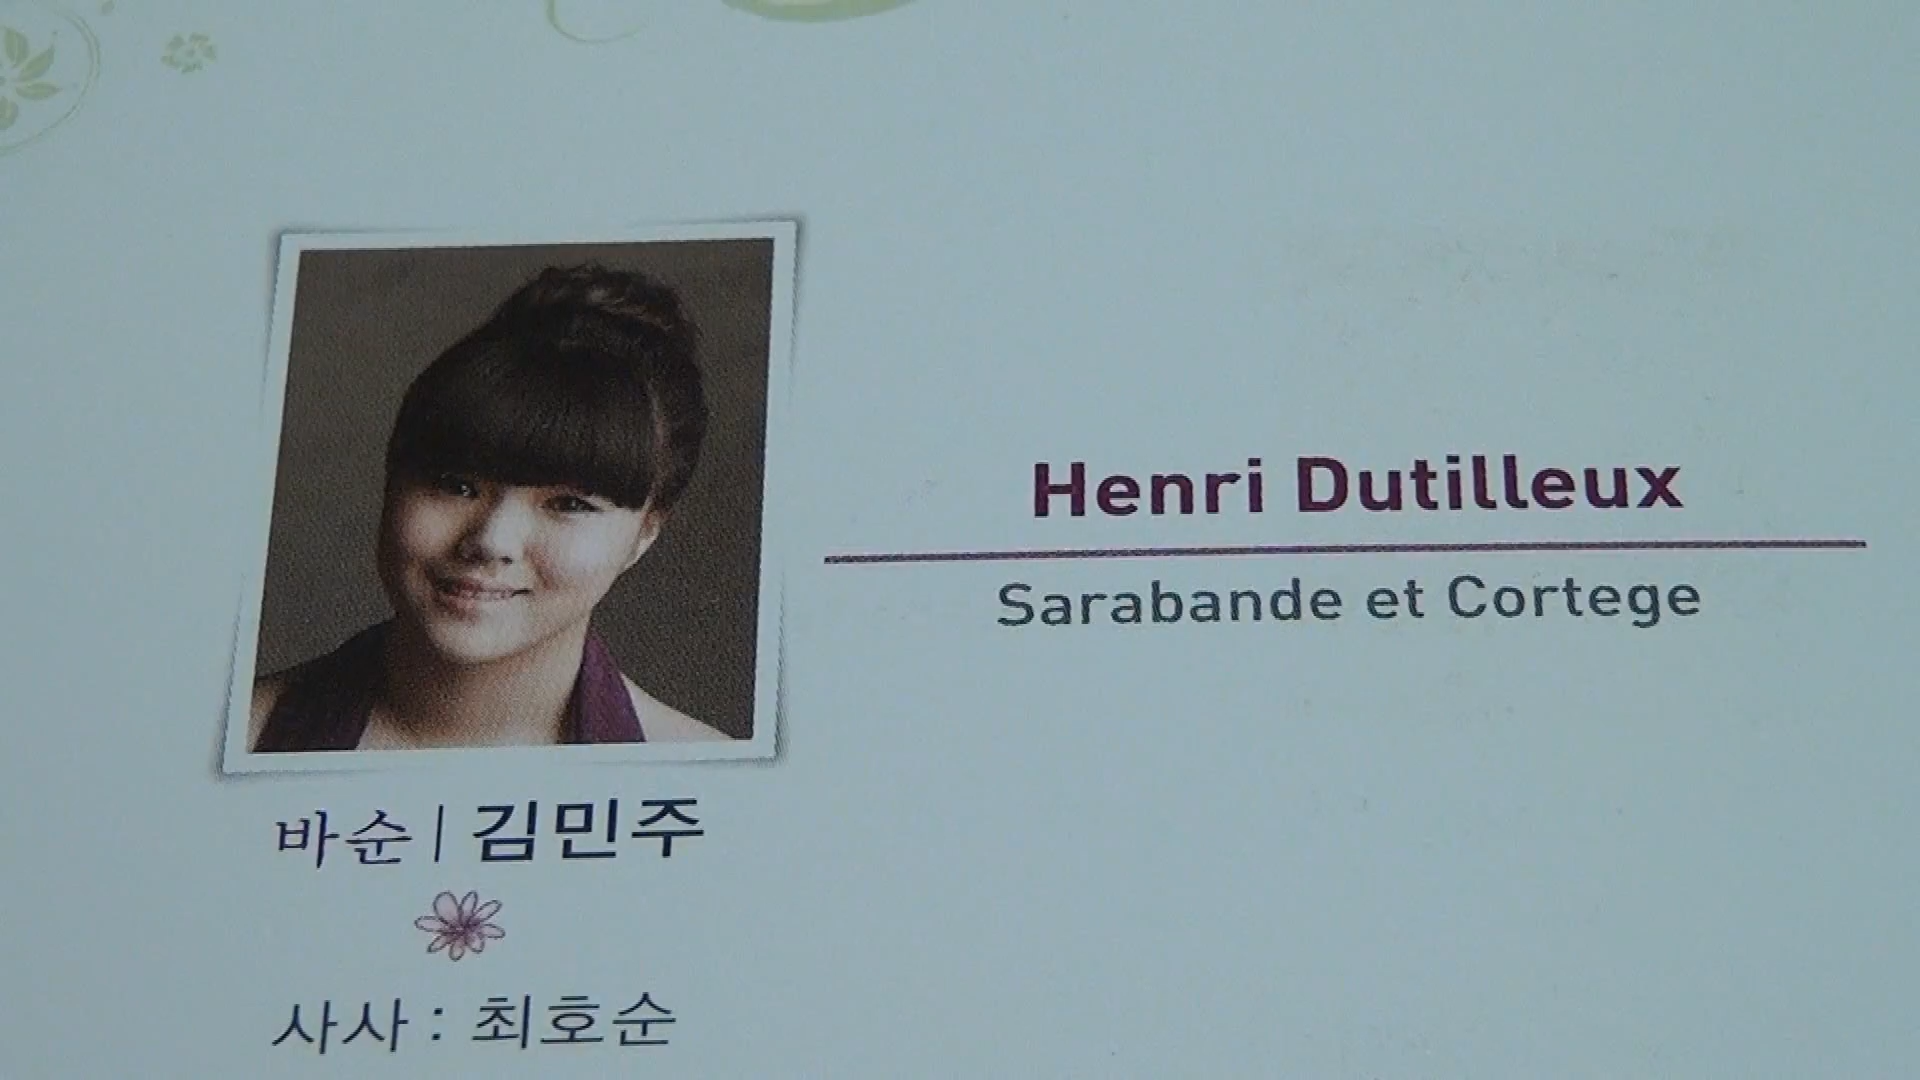 Henri Dutilleux
Sarabande et Cortege
바순 | 김민주
사사 : 최호순